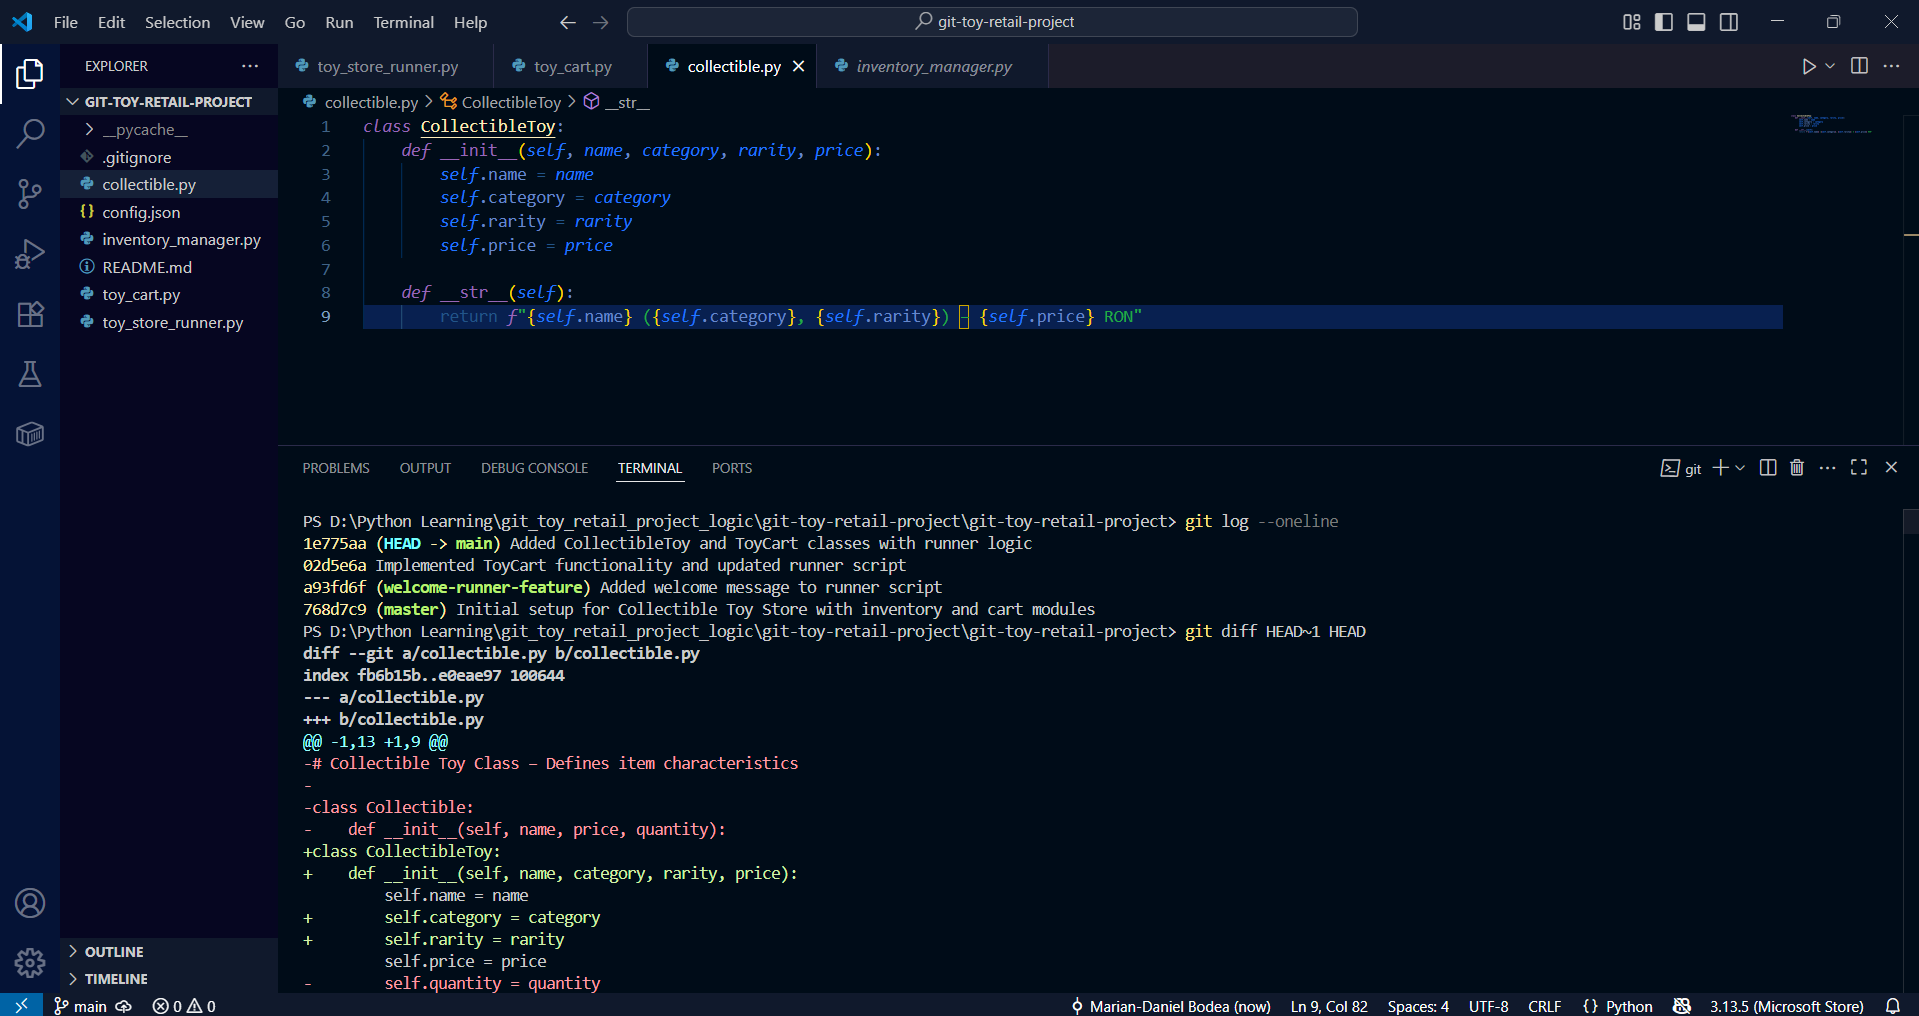 File Edit Selection View Go Run Terminal Help
git-toy-retail-project
EXPLORER
GIT-TOY-RETAIL-PROJECT
__pycache__
.gitignore
collectible.py
{} config.json
inventory_manager.py
README.md
toy_cart.py
toy_store_runner.py
OUTLINE
TIMELINE
toy_store_runner.py toy_cart.py collectible.py inventory_manager.py
collectible.py > CollectibleToy > __str__
1 class CollectibleToy:
2 def __init__(self, name, category, rarity, price):
3 self.name = name
4 self.category = category
5 self.rarity = rarity
6 self.price = price
7
8 def __str__(self):
9 return f"{self.name} ({self.category}, {self.rarity}) – {self.price} RON"
PROBLEMS OUTPUT DEBUG CONSOLE TERMINAL PORTS
git
PS D:\Python Learning\git_toy_retail_project_logic\git-toy-retail-project\git-toy-retail-project> git log --oneline
1e775aa (HEAD -> main) Added CollectibleToy and ToyCart classes with runner logic
02d5e6a Implemented ToyCart functionality and updated runner script
a93fd6f (welcome-runner-feature) Added welcome message to runner script
768d7c9 (master) Initial setup for Collectible Toy Store with inventory and cart modules
PS D:\Python Learning\git_toy_retail_project_logic\git-toy-retail-project\git-toy-retail-project> git diff HEAD~1 HEAD
diff --git a/collectible.py b/collectible.py
index fb6b15b..e0eae97 100644
--- a/collectible.py
+++ b/collectible.py
@@ -1,13 +1,9 @@
-# Collectible Toy Class – Defines item characteristics
-
-class Collectible:
-    def __init__(self, name, price, quantity):
+class CollectibleToy:
+    def __init__(self, name, category, rarity, price):
         self.name = name
+        self.category = category
+        self.rarity = rarity
         self.price = price
-        self.quantity = quantity
main 0 0 Marian-Daniel Bodea (now) Ln 9, Col 82 Spaces: 4 UTF-8 CRLF {} Python 3.13.5 (Microsoft Store)